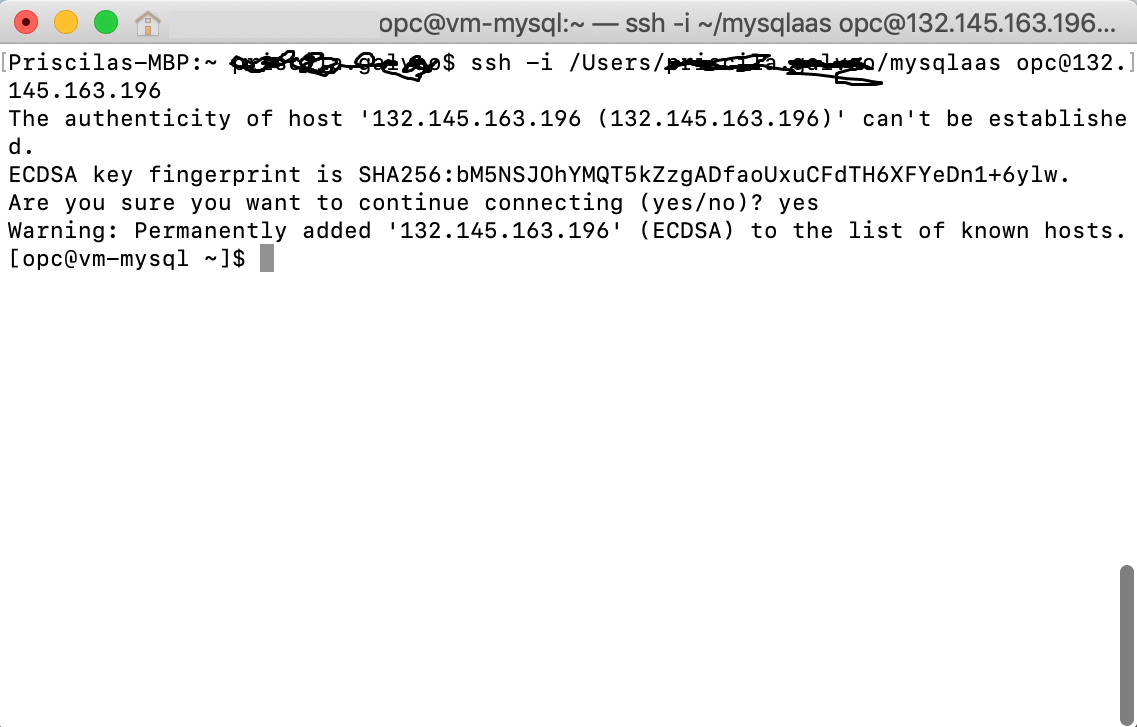 opc@vm-mysql:~ — ssh -i ~/mysqlaas opc@132.145.163.196...
[Priscilas-MBP:~ $ ssh -i /Users/ /mysqlaas opc@132.]
145.163.196
The authenticity of host '132.145.163.196 (132.145.163.196)' can't be establishe
d.
ECDSA key fingerprint is SHA256:bM5NSJOhYMQT5kZzgADfaoUxuCFdTH6XFYeDn1+6ylw.
Are you sure you want to continue connecting (yes/no)? yes
Warning: Permanently added '132.145.163.196' (ECDSA) to the list of known hosts.
[opc@vm-mysql ~]$